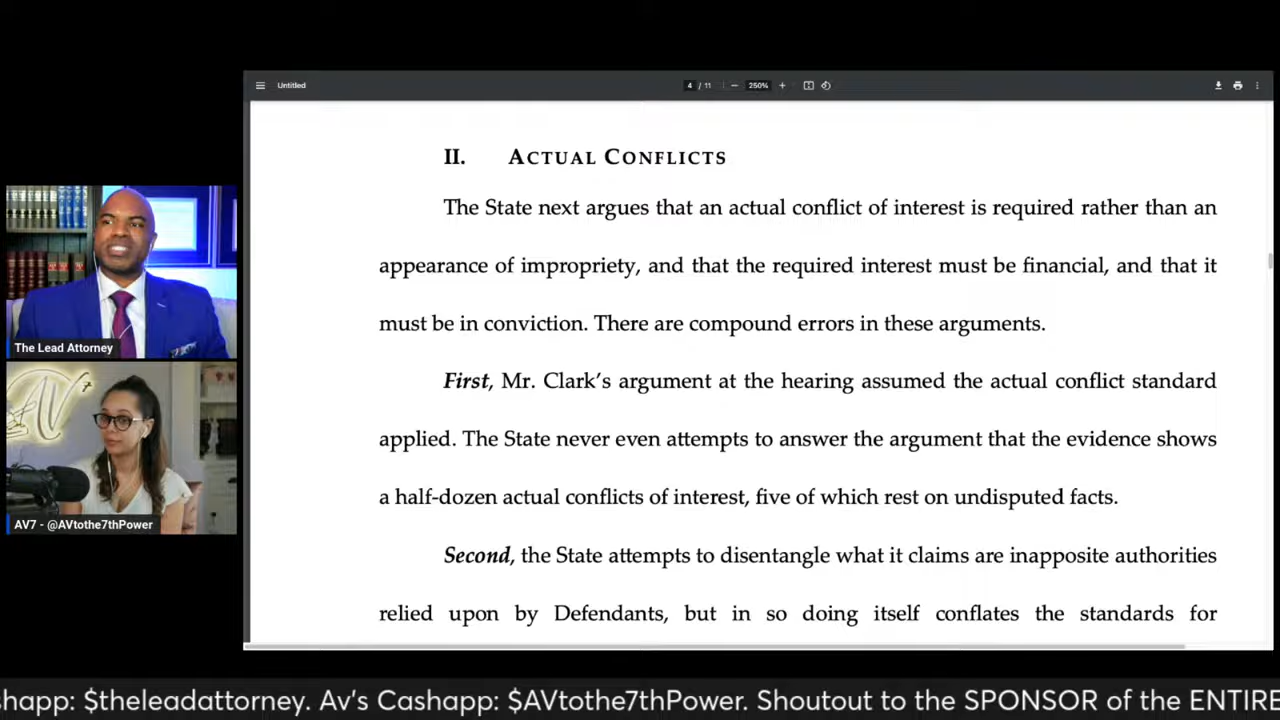 Untitled
4 / 11
250%
II. ACTUAL CONFLICTS
The State next argues that an actual conflict of interest is required rather than an
appearance of impropriety, and that the required interest must be financial, and that it
must be in conviction. There are compound errors in these arguments.
First, Mr. Clark's argument at the hearing assumed the actual conflict standard
applied. The State never even attempts to answer the argument that the evidence shows
a half-dozen actual conflicts of interest, five of which rest on undisputed facts.
Second, the State attempts to disentangle what it claims are inapposite authorities
relied upon by Defendants, but in so doing itself conflates the standards for
The Lead Attorney
AV
7
AV7 - @AVtothe7thPower
shapp: $theleadattorney. Av's Cashapp: $AVtothe7thPower. Shoutout to the SPONSOR of the ENTIRE